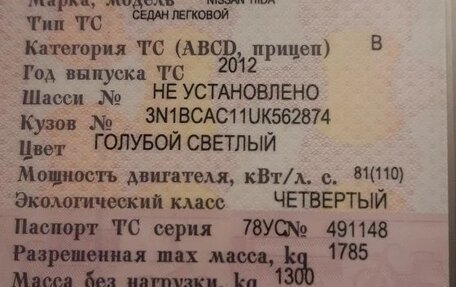 Марка, модель NISSAN TIIDA
Тип ТС СЕДАН ЛЕГКОВОЙ
Категория ТС (ABCD, прицеп) B
Год выпуска ТС 2012
Шасси № НЕ УСТАНОВЛЕНО
Кузов № 3N1BCAC11UK562874
Цвет ГОЛУБОЙ СВЕТЛЫЙ
Мощность двигателя, кВт/л. с. 81(110)
Экологический класс ЧЕТВЕРТЫЙ
Паспорт ТС серия 78УС № 491148
Разрешенная max масса, kg 1785
Масса без нагрузки, kg 1300